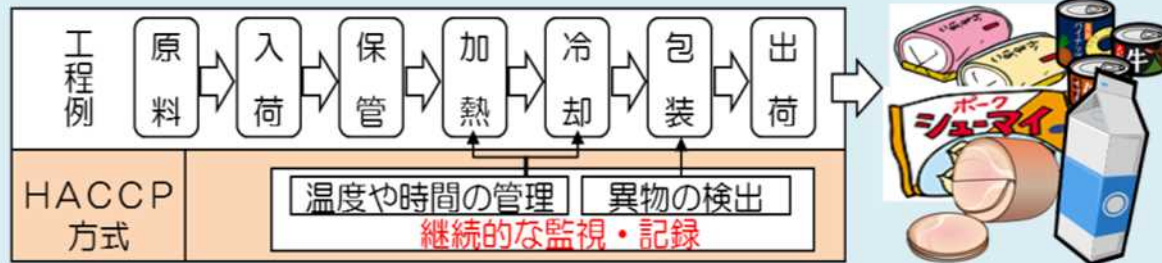 工程例
原料
入荷
保管
加熱
冷却
包装
出荷
HACCP
方式
温度や時間の管理
異物の検出
継続的な監視・記録
ポーク
シューマイ
牛